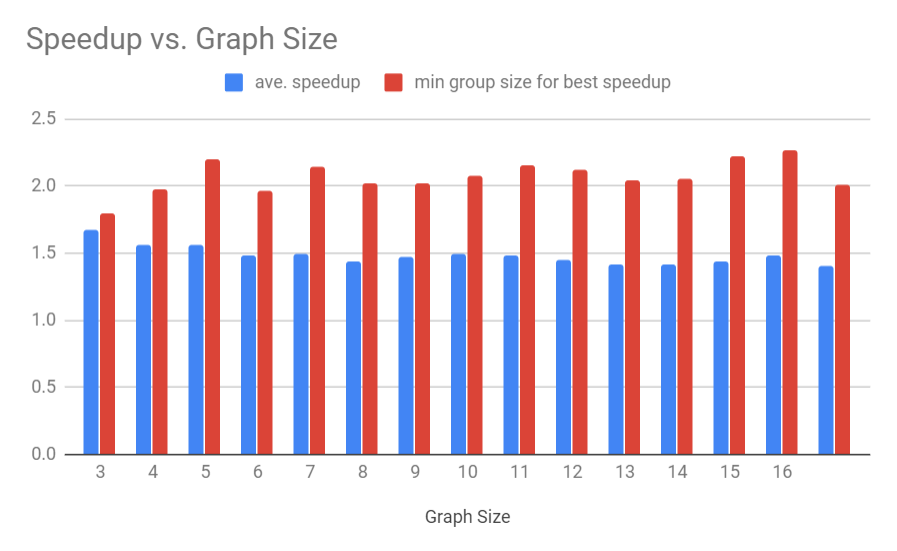 Speedup vs. Graph Size
ave. speedup min group size for best speedup
2.5
2.0
1.5
1.0
0.5
0.0
3 4 5 6 7 8 9 10 11 12 13 14 15 16
Graph Size